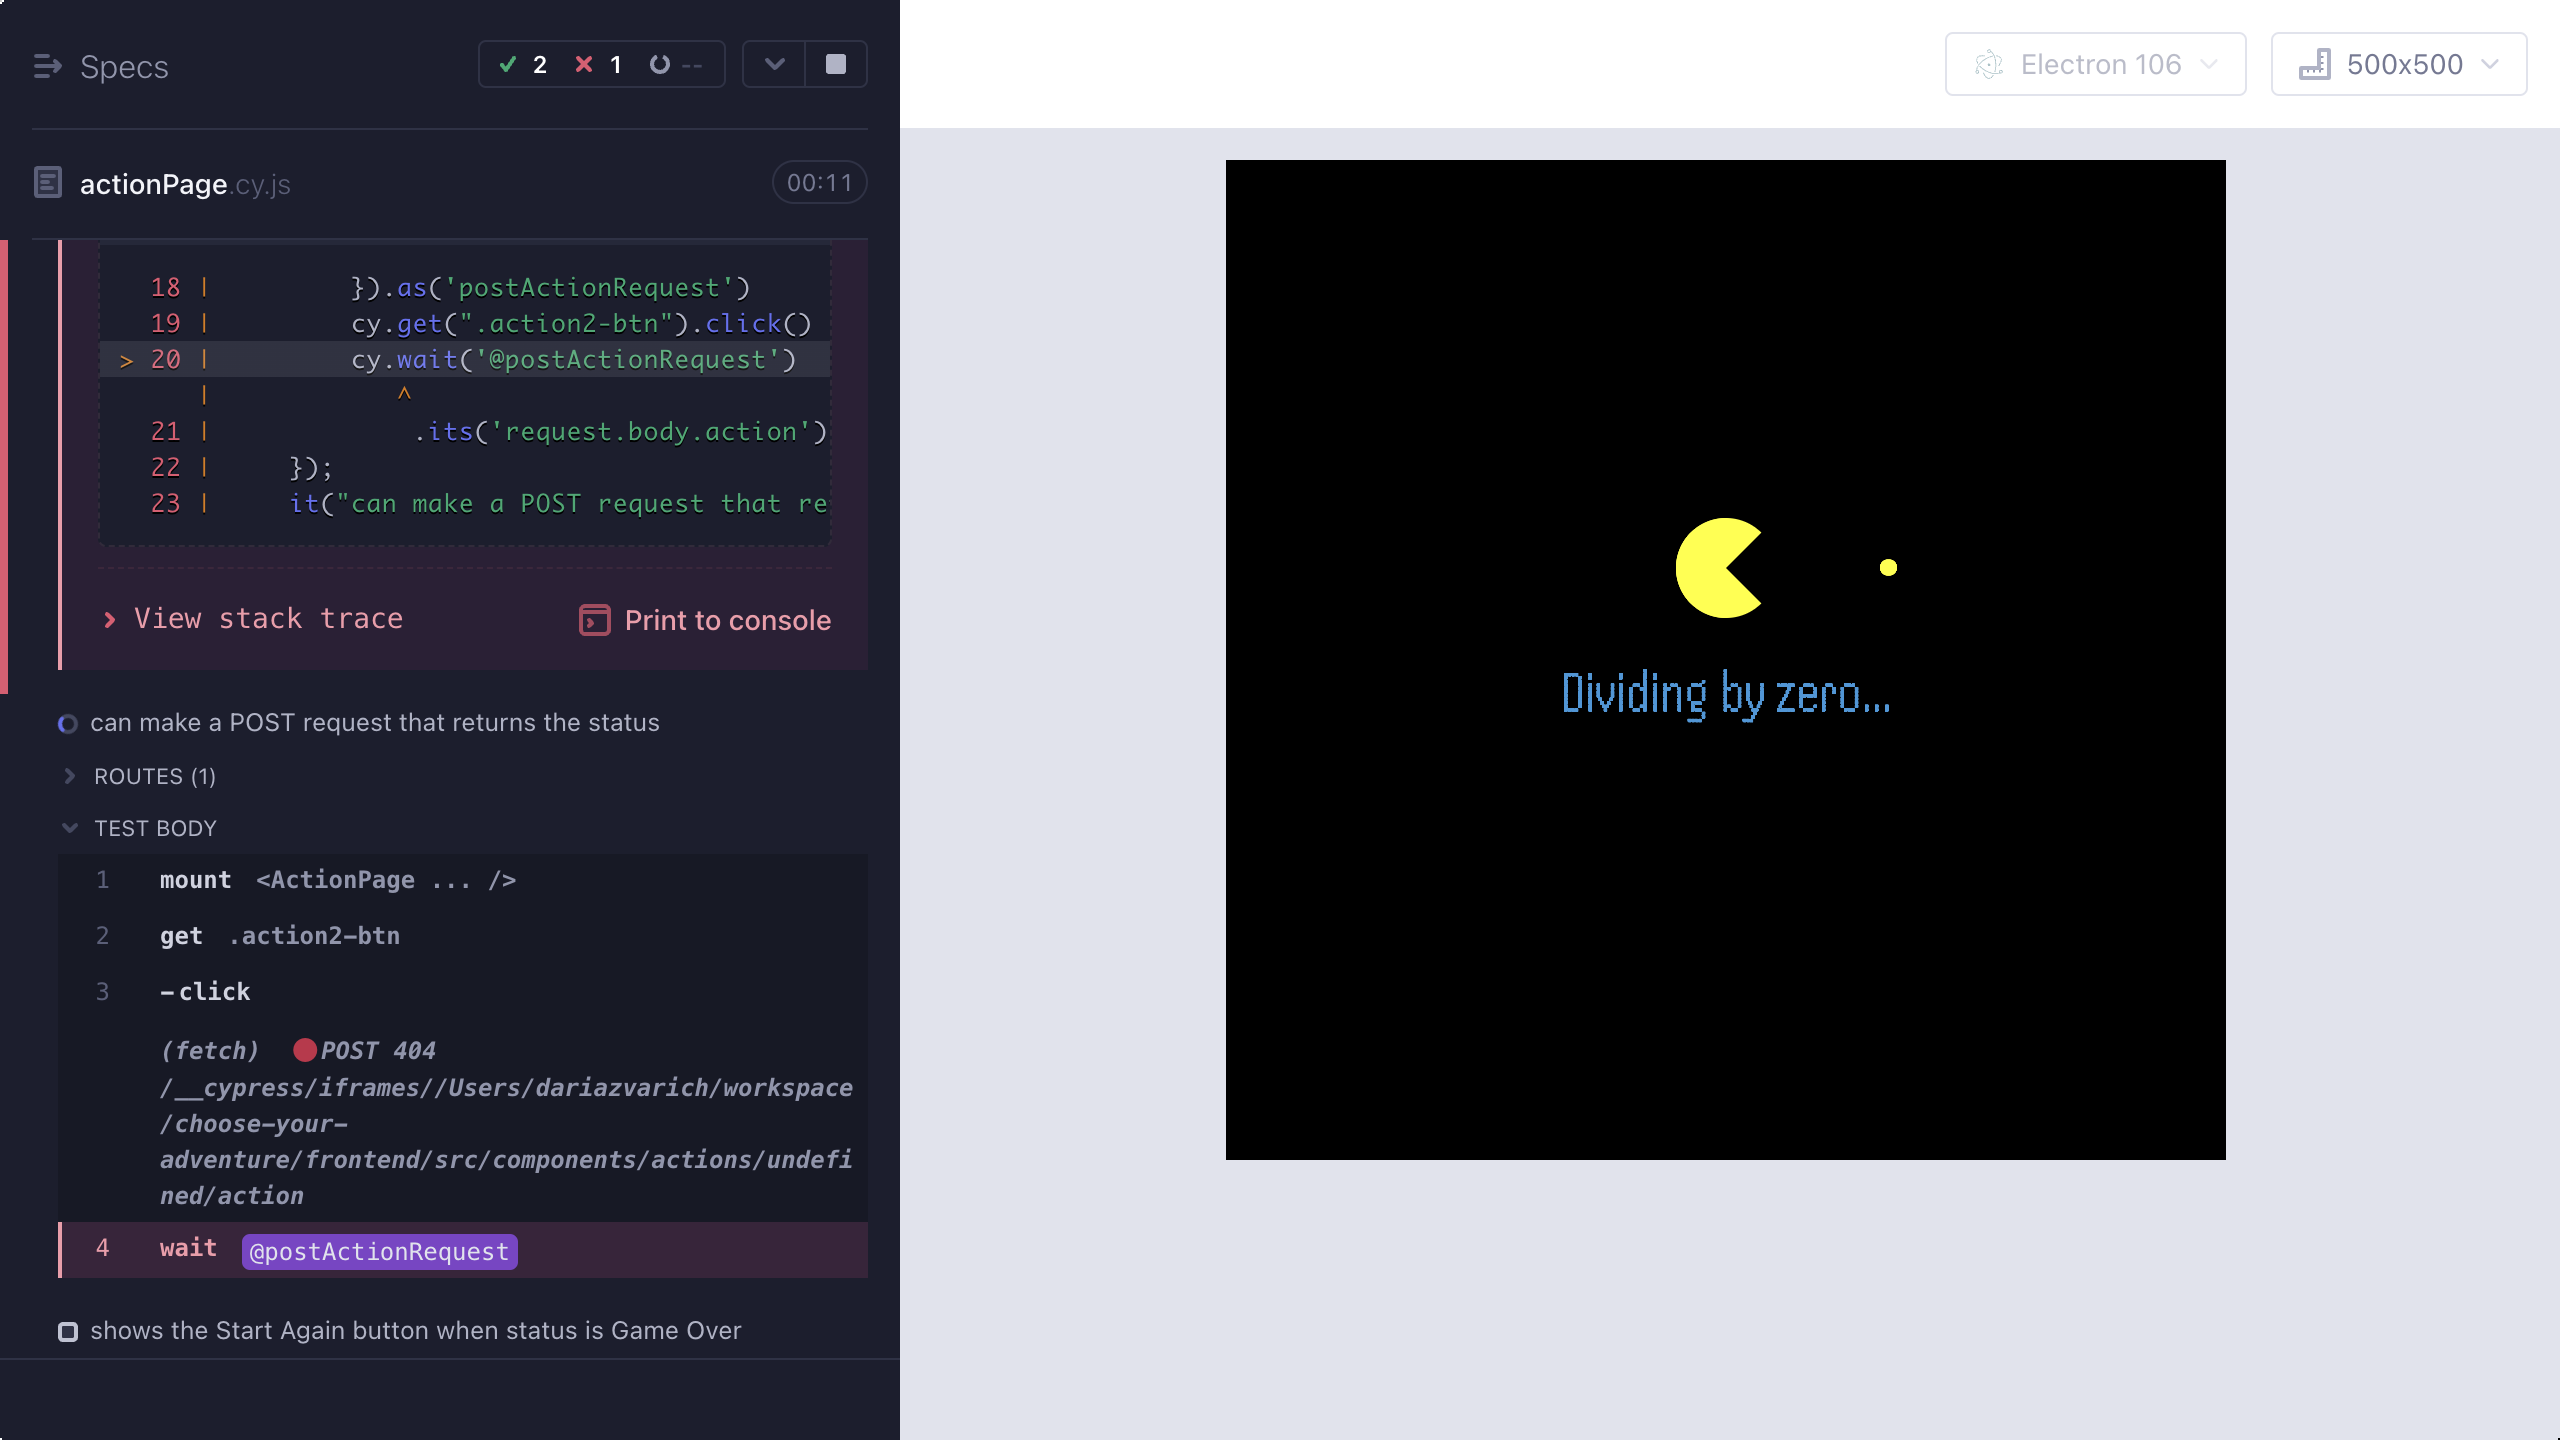 Specs
2 1 --
actionPage.cy.js
00:11
18 | }).as('postActionRequest')
19 | cy.get(".action2-btn").click()
> 20 | cy.wait('@postActionRequest')
| ^
21 | .its('request.body.action')
22 | });
23 | it("can make a POST request that re
View stack trace
Print to console
can make a POST request that returns the status
ROUTES (1)
TEST BODY
1 mount <ActionPage ... />
2 get .action2-btn
3 -click
(fetch) POST 404
/__cypress/iframes//Users/dariazvarich/workspace
/choose-your-
adventure/frontend/src/components/actions/undefi
ned/action
4 wait @postActionRequest
shows the Start Again button when status is Game Over
Electron 106
500x500
Dividing by zero...